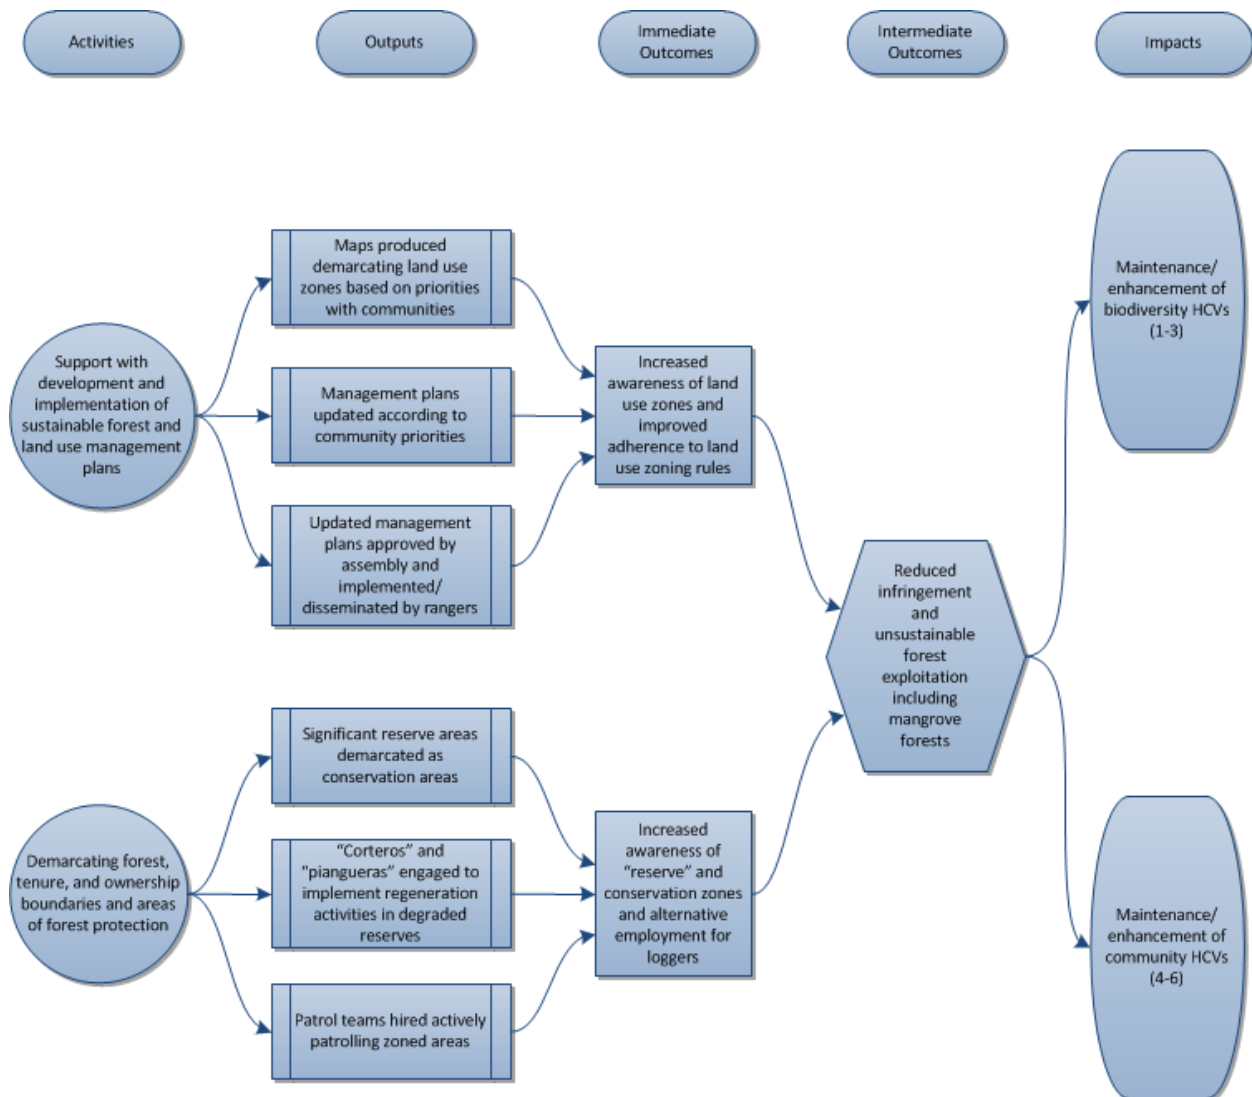 Activities
Outputs
Immediate
Outcomes
Intermediate
Outcomes
Impacts
Support with
development and
implementation of
sustainable forest and
land use management
plans
Maps produced
demarcating land use
zones based on priorities
with communities
Management plans
updated according to
community priorities
Updated management
plans approved by
assembly and
implemented/
disseminated by rangers
Increased
awareness of land
use zones and
improved
adherence to land
use zoning rules
Demarcating forest,
tenure, and ownership
boundaries and areas
of forest protection
Significant reserve areas
demarcated as
conservation areas
“Corteros” and
“piangueras” engaged to
implement regeneration
activities in degraded
reserves
Patrol teams hired actively
patrolling zoned areas
Increased
awareness of
“reserve” and
conservation zones
and alternative
employment for
loggers
Reduced
infringement
and
unsustainable
forest
exploitation
including
mangrove
forests
Maintenance/
enhancement of
biodiversity HCVs
(1-3)
Maintenance/
enhancement of
community HCVs
(4-6)